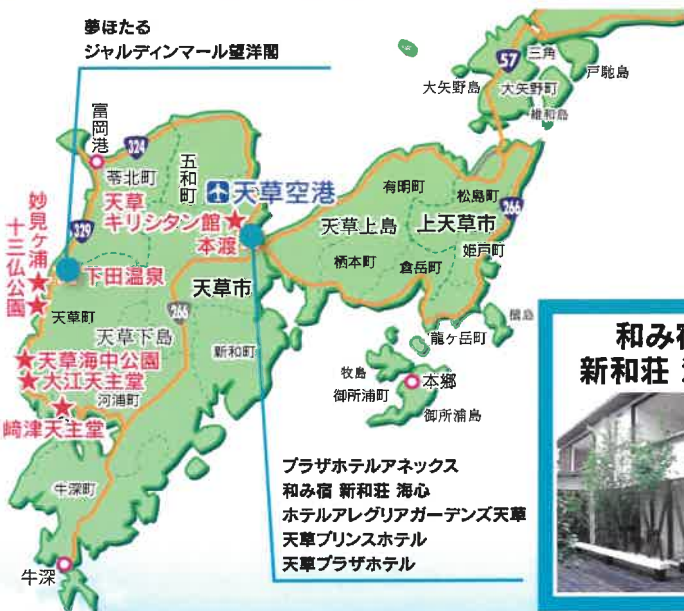 夢ほたる
ジャルディンマール望洋閣
57
三角
戸馳島
大矢野島
大矢野町
維和島
富岡港
324
苓北町
五和町
天草空港
天草
キリシタン館
本渡
有明町
松島町
266
天草上島
上天草市
姫戸町
栖本町
倉岳町
妙見ヶ浦
十三仏公園
329
下田温泉
天草市
天草町
266
天草下島
新和町
龍ヶ岳町
樋島
天草海中公園
大江天主堂
河浦町
﨑津天主堂
牧島
本郷
御所浦町
御所浦島
牛深町
牛深
プラザホテルアネックス
和み宿 新和荘 海心
ホテルアレグリアガーデンズ天草
天草プリンスホテル
天草プラザホテル
和み宿
新和荘